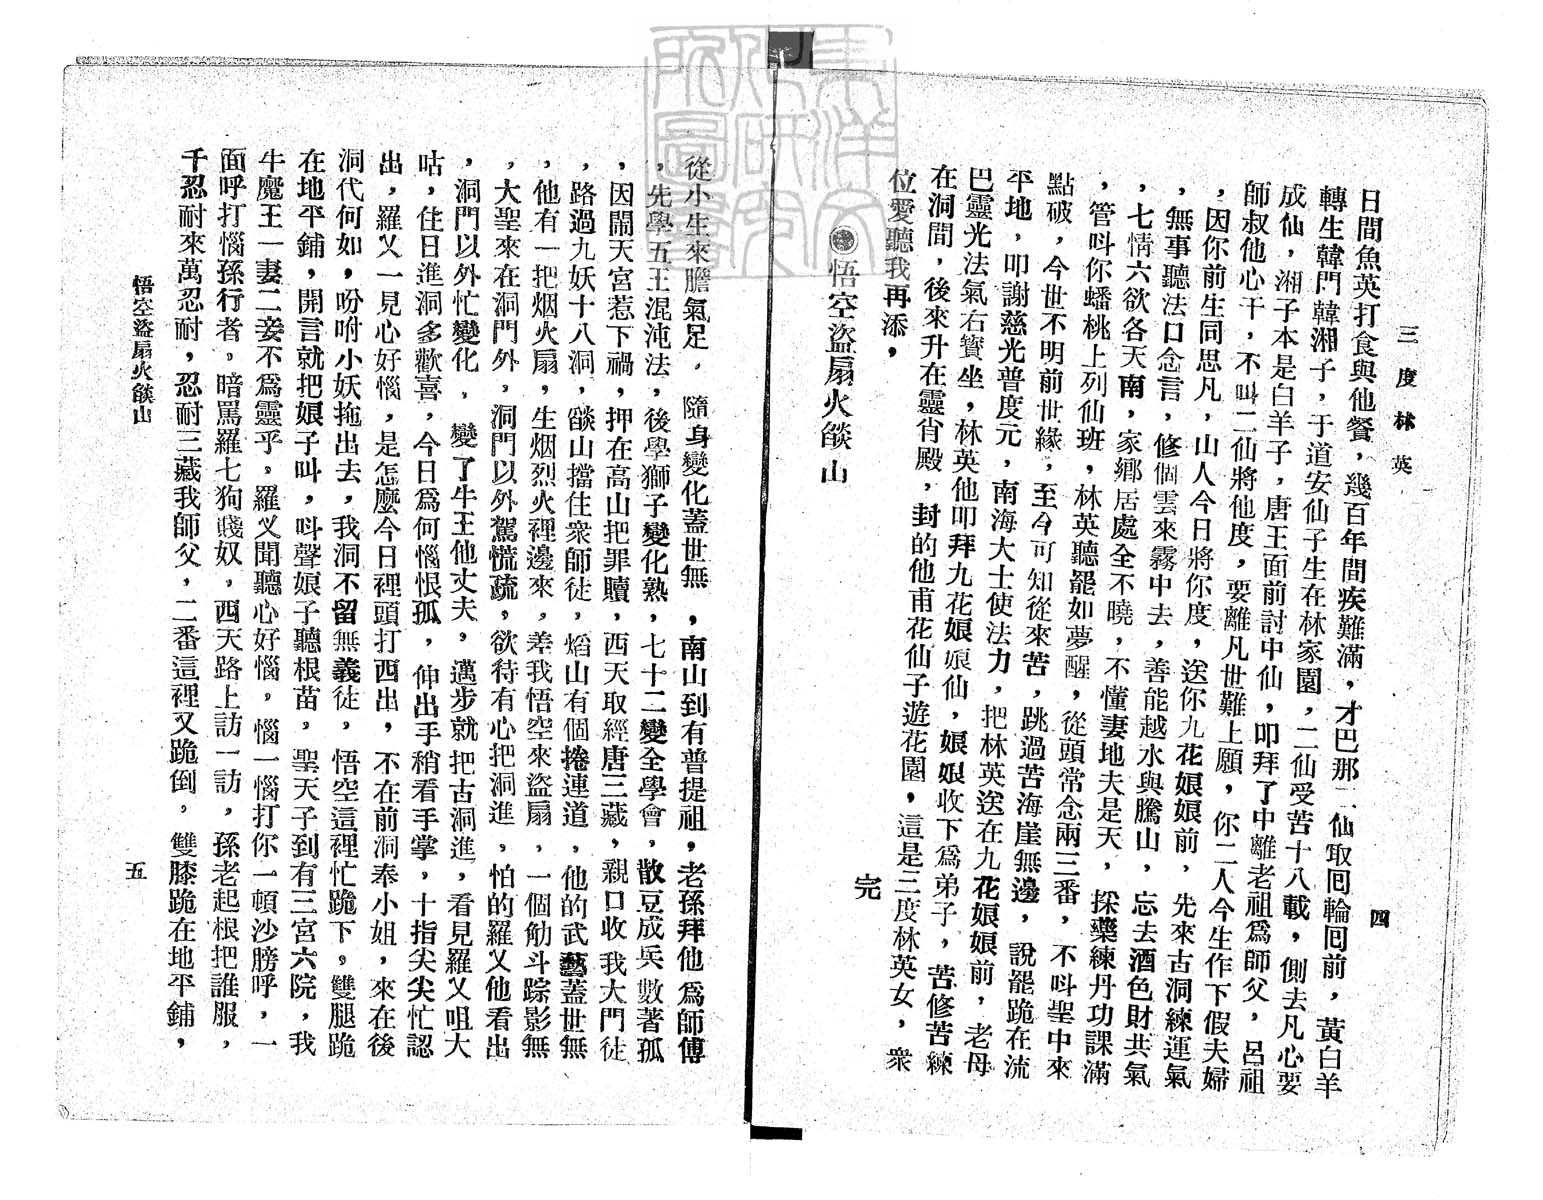 三度林英
四
日間魚英打食與他餐，幾百年間疾難滿，才巴那二仙取囘輪囘前，黃白羊
轉生韓門韓湘子，于道安仙子生在林家園，二仙受苦十八載，側去凡心要
成仙，湘子本是白羊子，唐王面前討中仙，叩拜了中離老祖爲師父，呂祖
師叔他心干，不叫二仙將他度，要離凡世難上願，你二人今生作下假夫婦
，因你前生同思凡，山人今日將你度，送你九花娘娘前，先來古洞練運氣
，無事聽法口念言，修個雲來霧中去，善能越水與騰山，忘去酒色財共氣
，七情六欲各天南，家鄉居處全不曉，不懂妻地夫是天，採藥練丹功課滿
，管叫你蟠桃上列仙班，林英聽罷如夢醒，從頭常念兩三番，不叫聖中來
點破，今世不明前世緣，至今可知從來苦，跳過苦海崖無邊，說罷跪在流
平地，叩謝慈光普度元，南海大士使法力，把林英送在九花娘娘前，老母
巴靈光法氣右寶坐，林英他叩拜九花娘娘仙，娘娘收下爲弟子，苦修苦練
在洞間，後來升在靈肖殿，封的他甫花仙子遊花園，這是三度林英女，衆
位愛聽我再添，
完
悟空盜扇火燄山
從小生來膽氣足，隨身變化蓋世無，南山到有普提祖，老孫拜他爲師傅
，先學五王混沌法，後學獅子變化熟，七十二變全學會，散豆成兵數著孤
，因鬧天宮惹下禍，押在高山把罪贖，西天取經唐三藏，親口收我大門徒
，路過九妖十八洞，燄山擋住衆師徒，熖山有個捲連道，他的武藝蓋世無
，他有一把烟火扇，生烟烈火裡邊來，差我悟空來盜扇，一個觔斗踪影無
，大聖來在洞門外，洞門以外駕慌疏，欲待有心把洞進，怕的羅乂他看出
，洞門以外忙變化，變了牛王他丈夫，邁步就把古洞進，看見羅乂咀大
咕，住日進洞多歡喜，今日爲何惱恨孤，伸出手稍看手掌，十指尖尖忙認
出，羅乂一見心好惱，是怎麼今日裡頭打西出，不在前洞奉小姐，來在後
洞代何如，吩咐小妖拖出去，我洞不留無義徒，悟空這裡忙跪下，雙腿跪
在地平鋪，開言就把娘子叫，叫聲娘子聽根苗，聖天子到有三宮六院，我
牛魔王一妻二妾不爲靈乎，羅乂聞聽心好惱，惱一惱打你一頓沙膀呼，一
面呼打惱孫行者，暗罵羅七狗賤奴，西天路上訪一訪，孫老起根把誰服，
千忍耐來萬忍耐，忍耐三藏我師父，二番這裡又跪倒，雙膝跪在地平鋪，
悟空盜扇火燄山
五